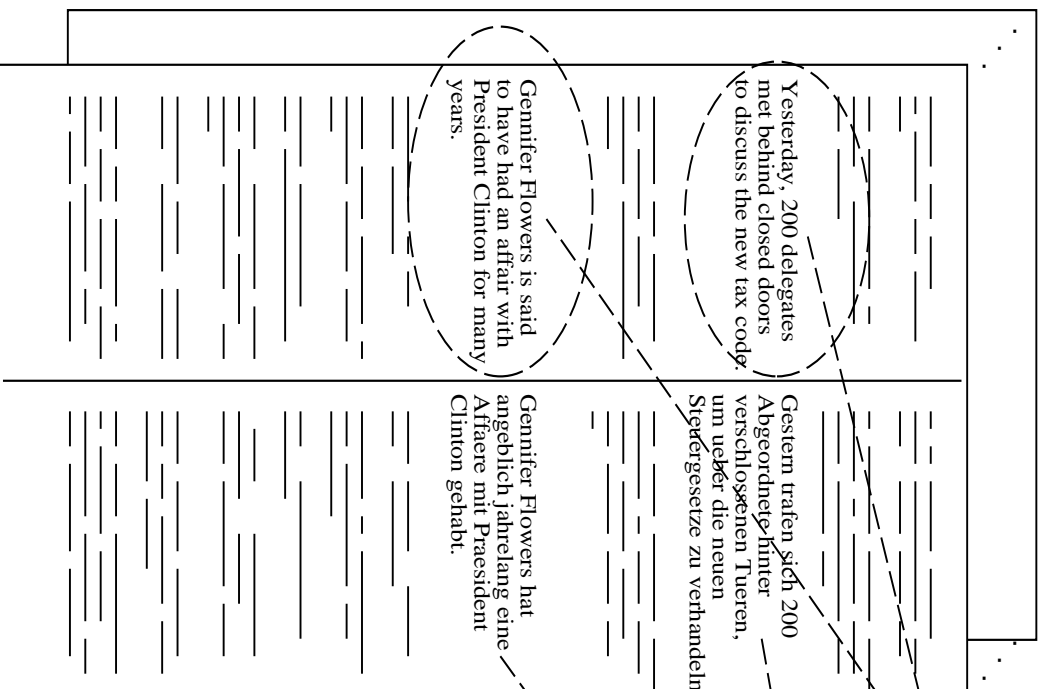 Yesterday, 200 delegates
met behind closed doors
to discuss the new tax code.
Gennifer Flowers is said
to have had an affair with
President Clinton for many
years.
Gestern trafen sich 200
Abgeordnete hinter
verschlossenen Tueren,
um ueber die neuen
Steuergesetze zu verhandeln
Gennifer Flowers hat
angeblich jahrelang eine
Affaere mit Praesident
Clinton gehabt.